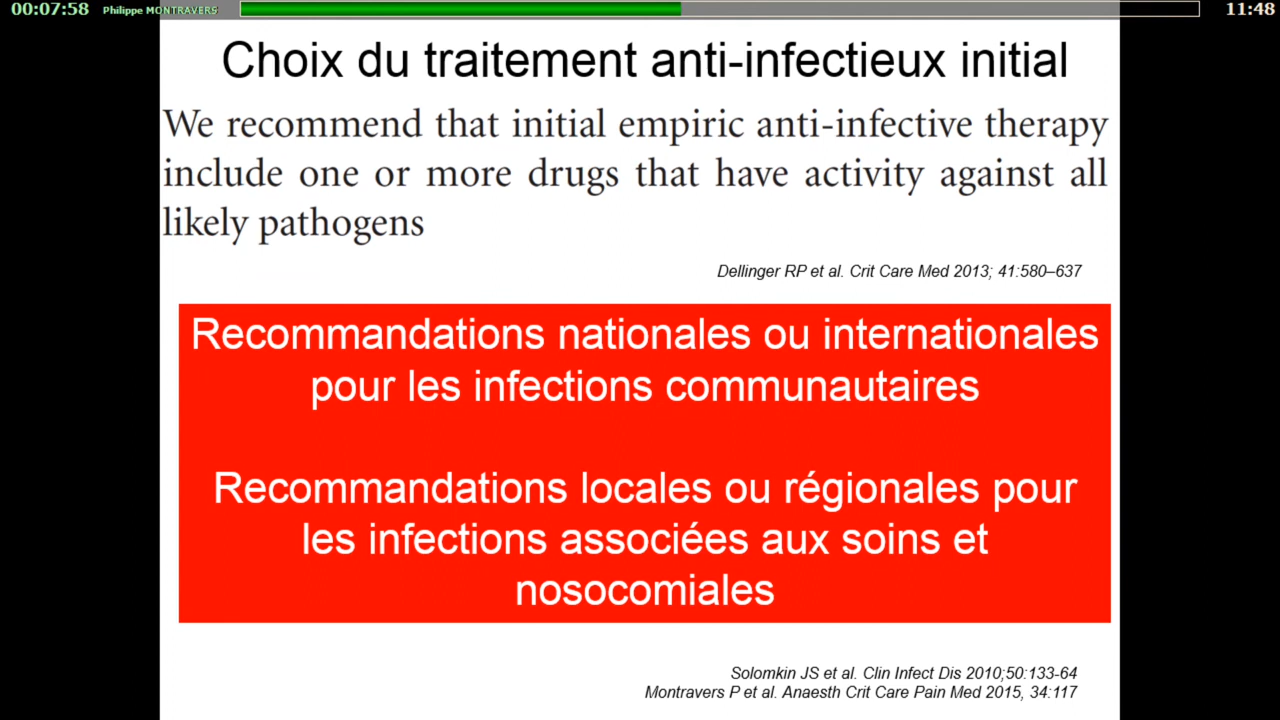 00:07:58 Philippe MONTRAVERS 11:48
Choix du traitement anti-infectieux initial
We recommend that initial empiric anti-infective therapy
include one or more drugs that have activity against all
likely pathogens
Dellinger RP et al. Crit Care Med 2013; 41:580–637
Recommandations nationales ou internationales
pour les infections communautaires
Recommandations locales ou régionales pour
les infections associées aux soins et
nosocomiales
Solomkin JS et al. Clin Infect Dis 2010;50:133-64
Montravers P et al. Anaesth Crit Care Pain Med 2015, 34:117